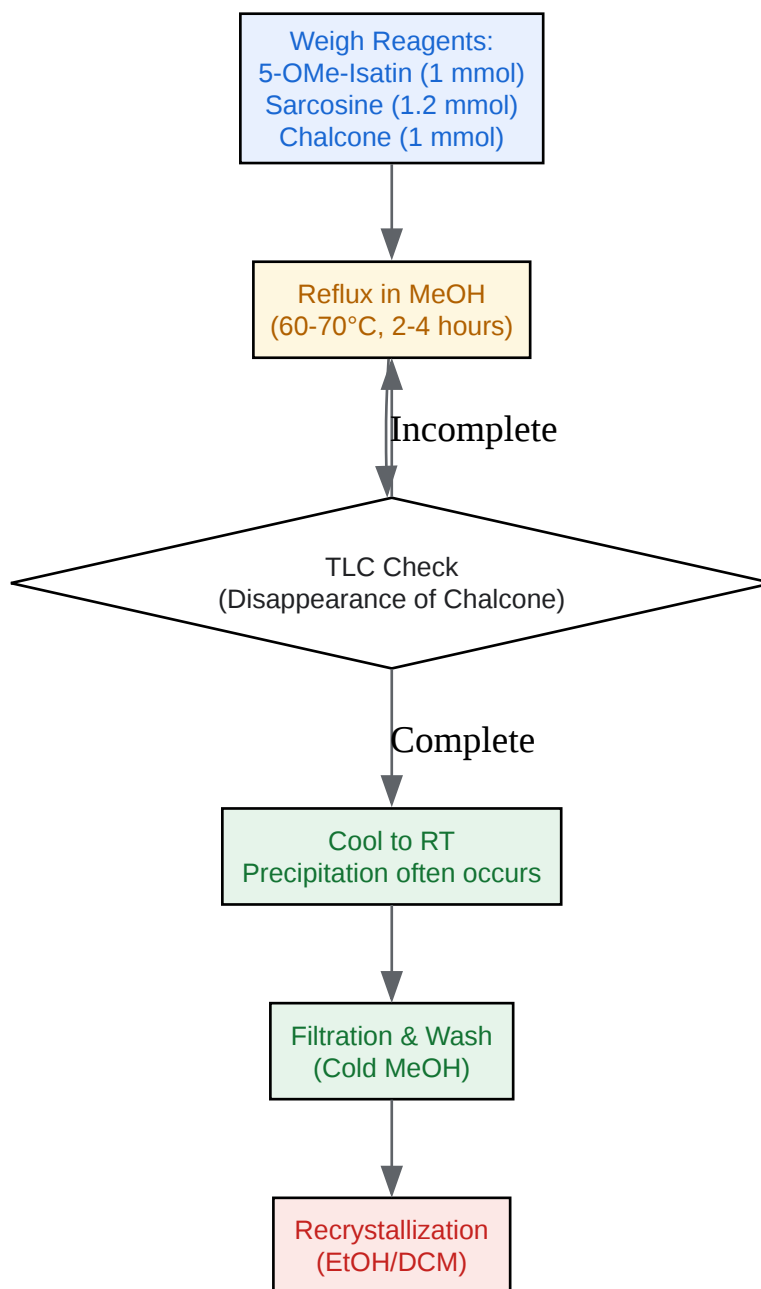 Weigh Reagents:
5-OMe-Isatin (1 mmol)
Sarcosine (1.2 mmol)
Chalcone (1 mmol)
Reflux in MeOH
(60-70°C, 2-4 hours)
Incomplete
TLC Check
(Disappearance of Chalcone)
Complete
Cool to RT
Precipitation often occurs
Filtration & Wash
(Cold MeOH)
Recrystallization
(EtOH/DCM)